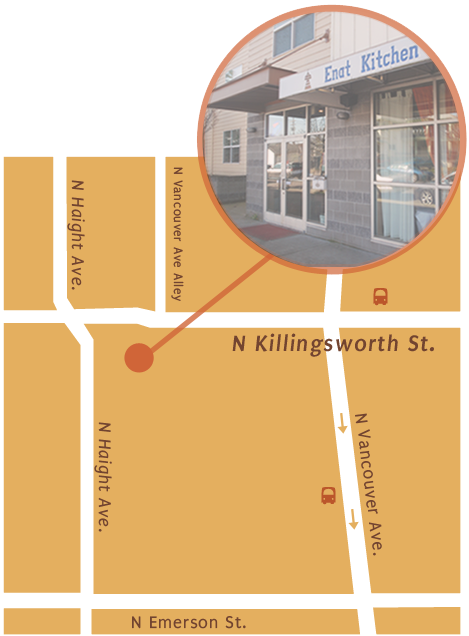 Enat Kitchen
N Haight Ave.
N Vancouver Ave Alley
N Killingsworth St.
N Haight Ave.
N Vancouver Ave.
N Emerson St.